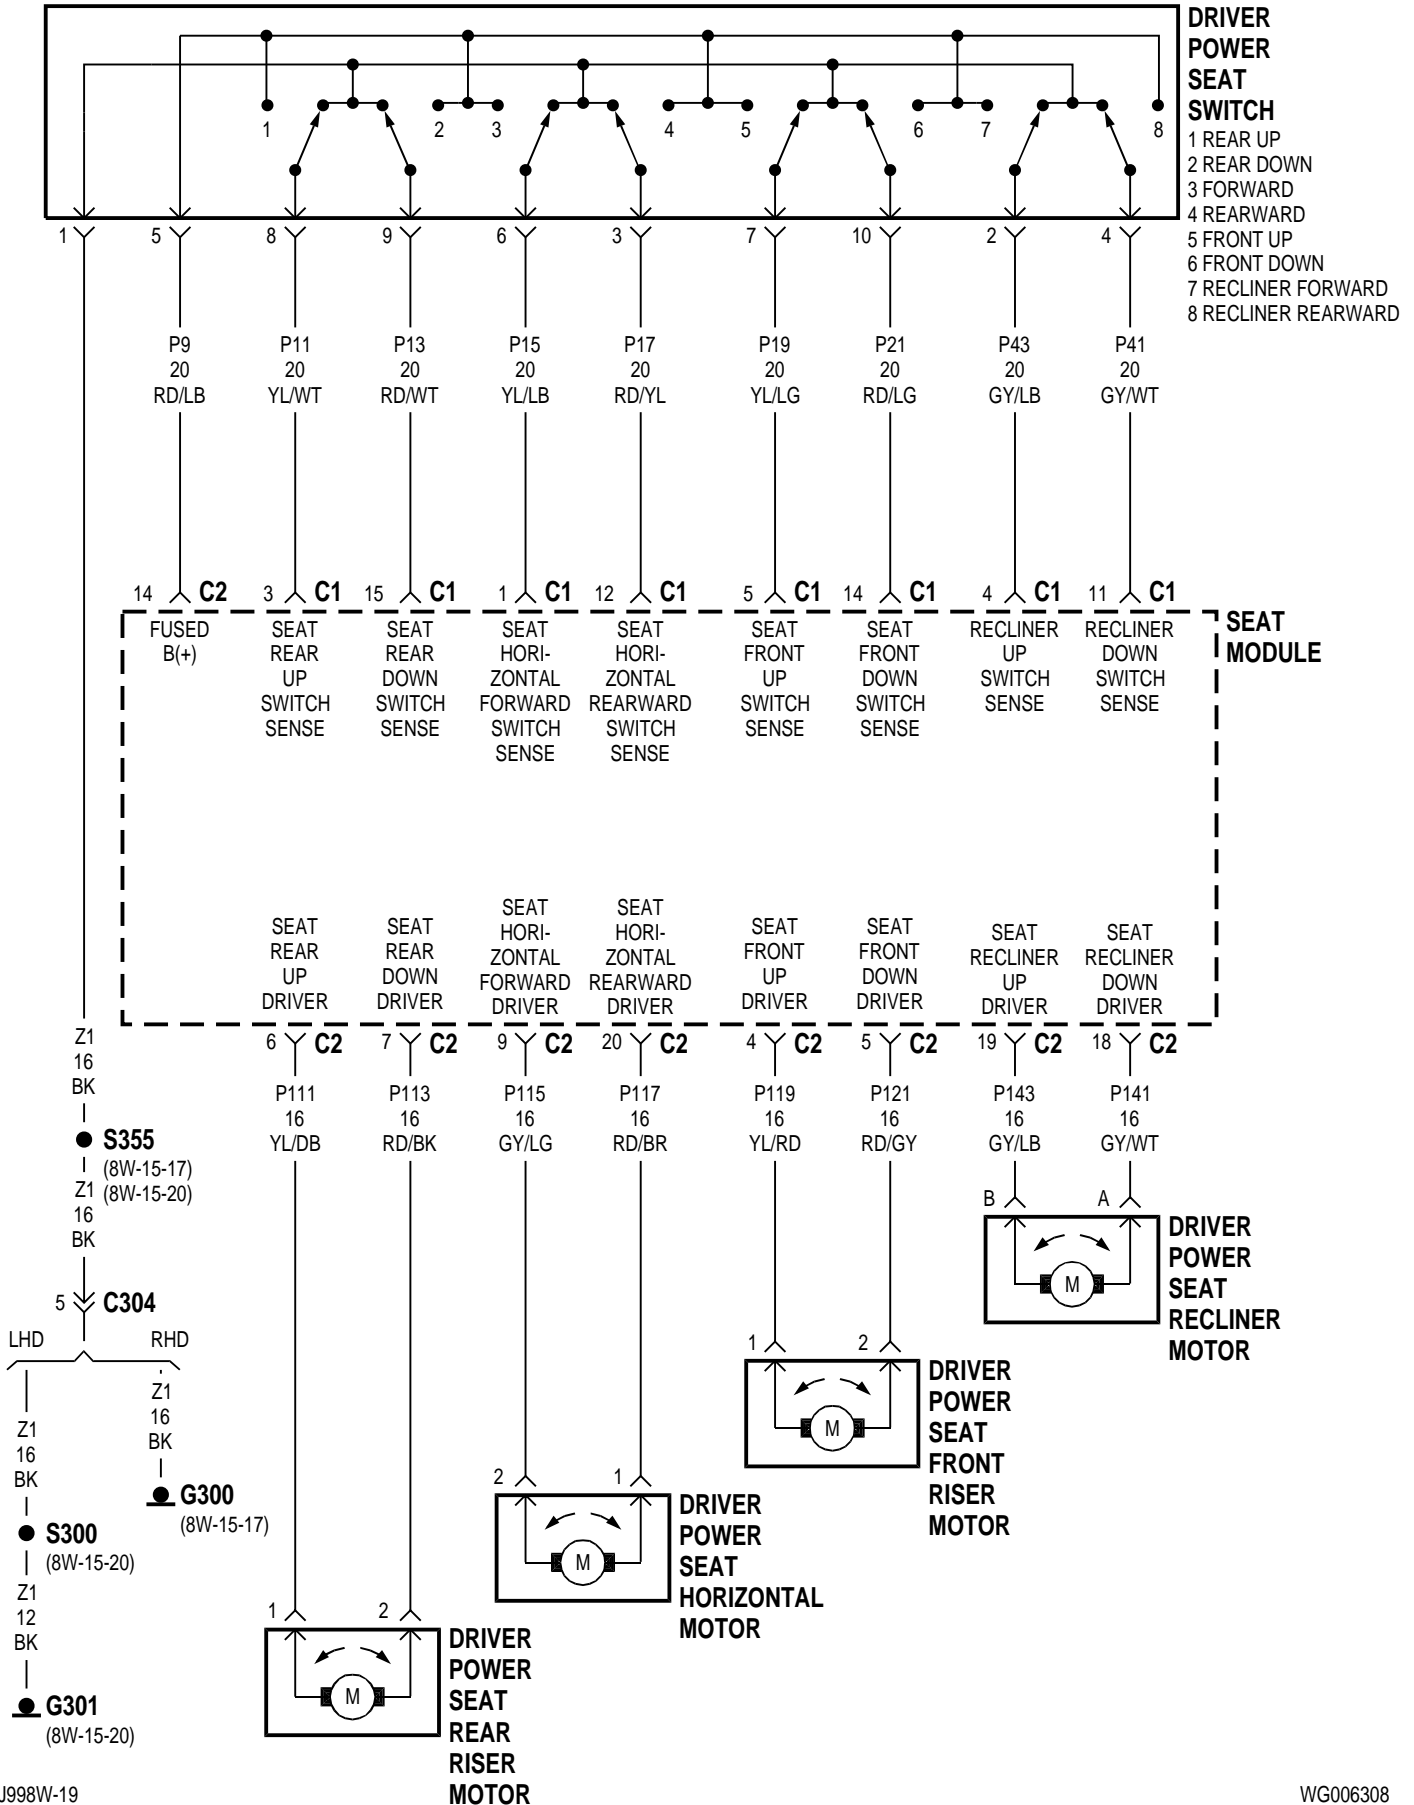 DRIVER
POWER
SEAT
SWITCH
1 REAR UP
2 REAR DOWN
3 FORWARD
4 REARWARD
5 FRONT UP
6 FRONT DOWN
7 RECLINER FORWARD
8 RECLINER REARWARD
1 2 3 4 5 6 7 8
1 5 8 9 6 3 7 10 2 4
P9 P11 P13 P15 P17 P19 P21 P43 P41
20 20 20 20 20 20 20 20 20
RD/LB YL/WT RD/WT YL/LB RD/YL YL/LG RD/LG GY/LB GY/WT
14 C2 3 C1 15 C1 1 C1 12 C1 5 C1 14 C1 4 C1 11 C1
SEAT
MODULE
FUSED
B(+)
SEAT
REAR
UP
SWITCH
SENSE
SEAT
REAR
DOWN
SWITCH
SENSE
SEAT
HORI-
ZONTAL
FORWARD
SWITCH
SENSE
SEAT
HORI-
ZONTAL
REARWARD
SWITCH
SENSE
SEAT
FRONT
UP
SWITCH
SENSE
SEAT
FRONT
DOWN
SWITCH
SENSE
RECLINER
UP
SWITCH
SENSE
RECLINER
DOWN
SWITCH
SENSE
SEAT
REAR
UP
DRIVER
SEAT
REAR
DOWN
DRIVER
SEAT
HORI-
ZONTAL
FORWARD
DRIVER
SEAT
HORI-
ZONTAL
REARWARD
DRIVER
SEAT
FRONT
UP
DRIVER
SEAT
FRONT
DOWN
DRIVER
SEAT
RECLINER
UP
DRIVER
SEAT
RECLINER
DOWN
DRIVER
6 C2 7 C2 9 C2 20 C2 4 C2 5 C2 19 C2 18 C2
P111 P113 P115 P117 P119 P121 P143 P141
16 16 16 16 16 16 16 16
YL/DB RD/BK GY/LG RD/BR YL/RD RD/GY GY/LB GY/WT
Z1
16
BK
S355
(8W-15-17)
(8W-15-20)
Z1
16
BK
5 C304
LHD RHD
Z1
16
BK
S300
(8W-15-20)
Z1
12
BK
G301
(8W-15-20)
Z1
16
BK
G300
(8W-15-17)
B A
M
DRIVER
POWER
SEAT
RECLINER
MOTOR
1 2
M
DRIVER
POWER
SEAT
FRONT
RISER
MOTOR
2 1
M
DRIVER
POWER
SEAT
HORIZONTAL
MOTOR
1 2
M
DRIVER
POWER
SEAT
REAR
RISER
MOTOR
J998W-19
WG006308